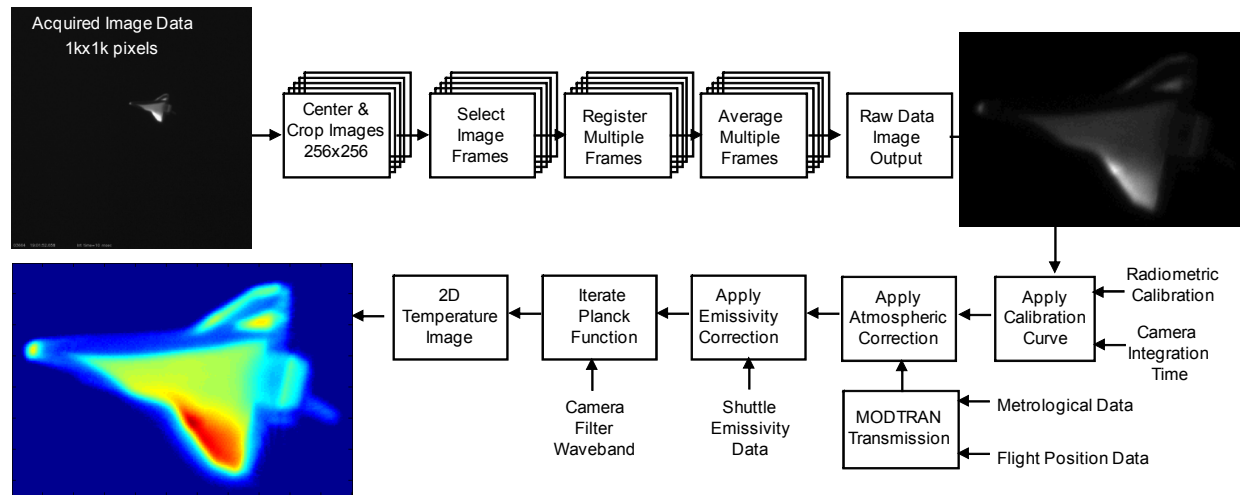 Acquired Image Data
1kx1k pixels
Center &
Crop Images
256x256
Select
Image
Frames
Register
Multiple
Frames
Average
Multiple
Frames
Raw Data
Image
Output
Radiometric
Calibration
Camera
Integration
Time
Apply
Calibration
Curve
Apply
Atmospheric
Correction
MODTRAN
Transmission
Metrological Data
Flight Position Data
Apply
Emissivity
Correction
Shuttle
Emissivity
Data
Iterate
Planck
Function
Camera
Filter
Waveband
2D
Temperature
Image